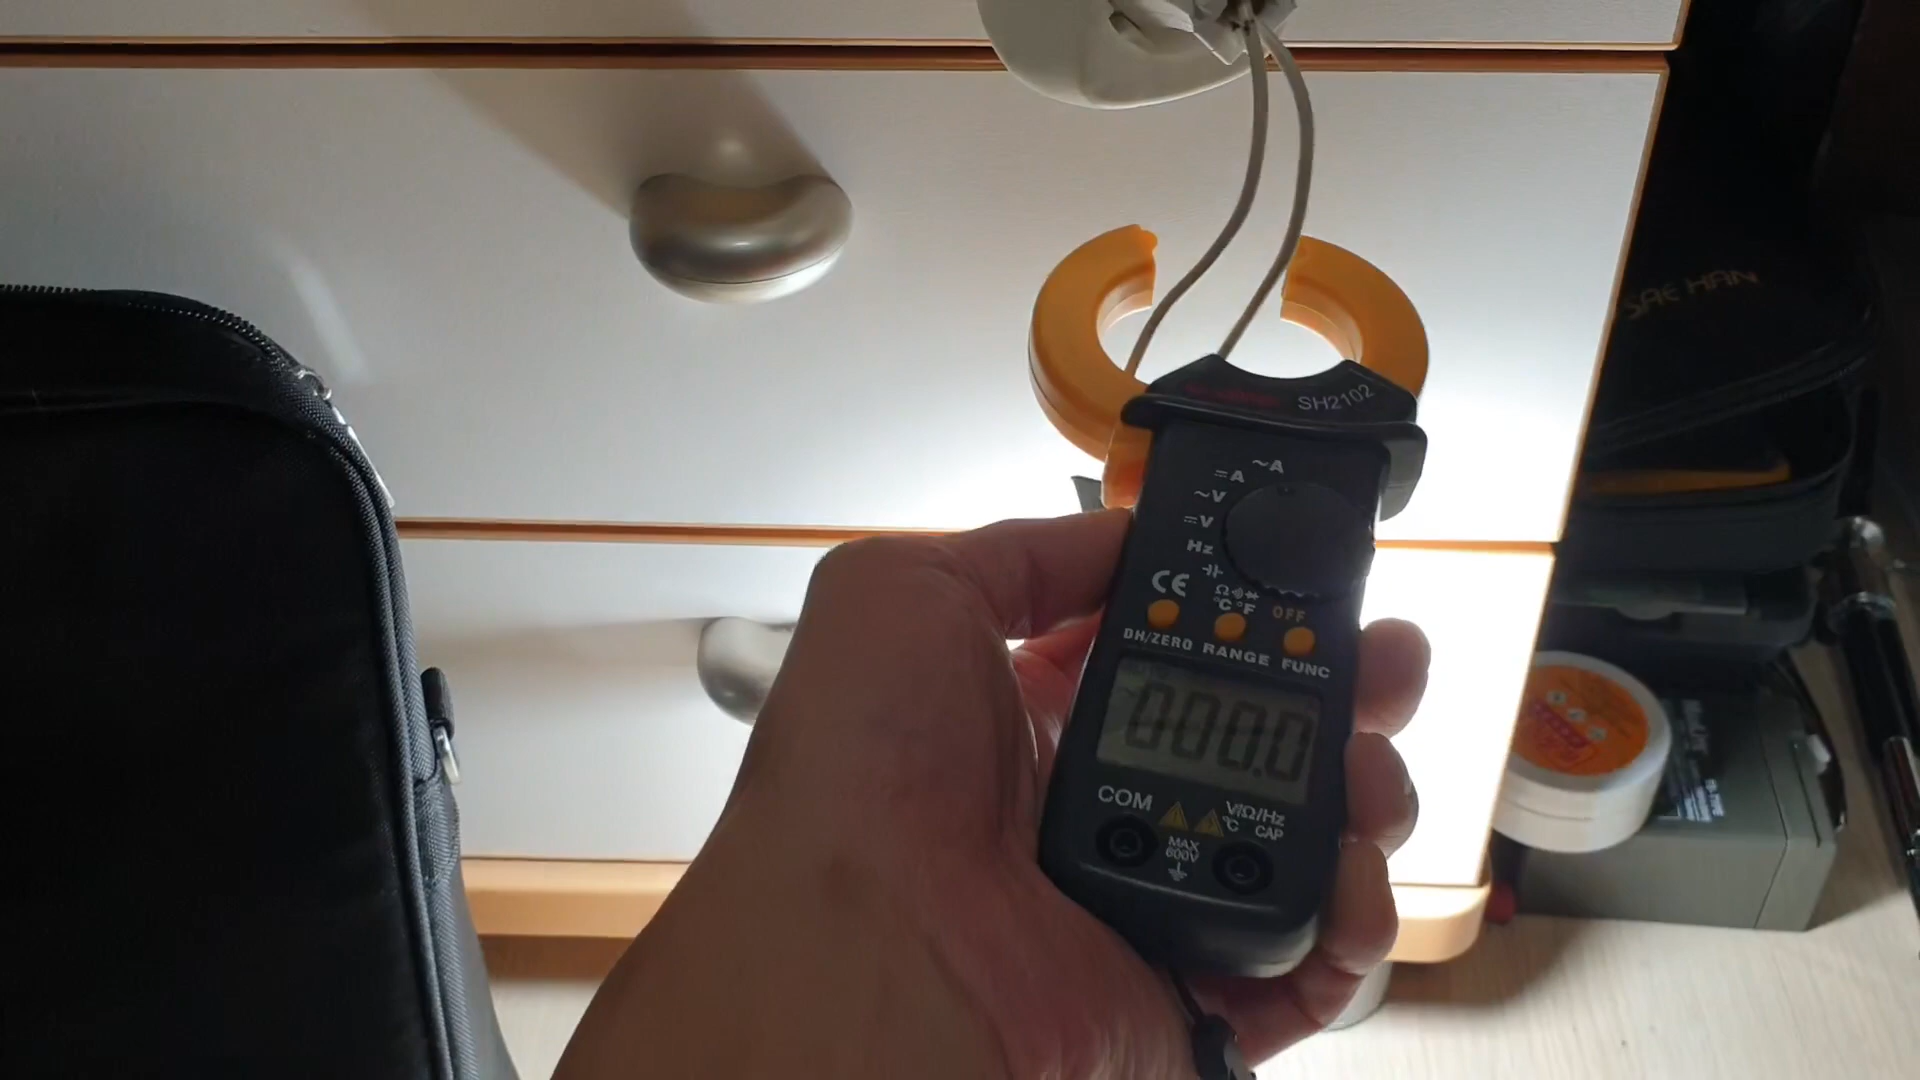 SAE HAN
SH2102
~A
⎓A
~V
⎓V
Hz
Ω
°C °F
OFF
CE
DH/ZERO RANGE FUNC
000.0
COM
V/Ω/Hz
°C CAP
MAX
600V